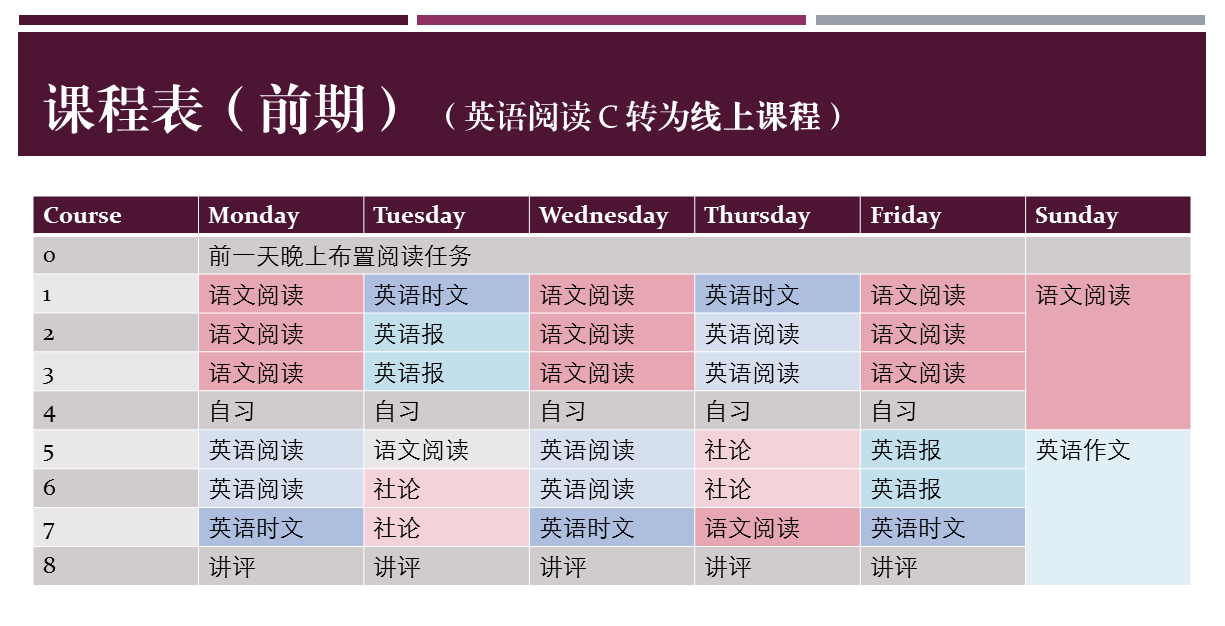 课程表（前期）（英语阅读C转为线上课程）
Course Monday Tuesday Wednesday Thursday Friday Sunday
0 前一天晚上布置阅读任务
1 语文阅读 英语时文 语文阅读 英语时文 语文阅读 语文阅读
2 语文阅读 英语报 语文阅读 英语阅读 语文阅读
3 语文阅读 英语报 语文阅读 英语阅读 语文阅读
4 自习 自习 自习 自习 自习
5 英语阅读 语文阅读 英语阅读 社论 英语报 英语作文
6 英语阅读 社论 英语阅读 社论 英语报
7 英语时文 社论 英语时文 语文阅读 英语时文
8 讲评 讲评 讲评 讲评 讲评